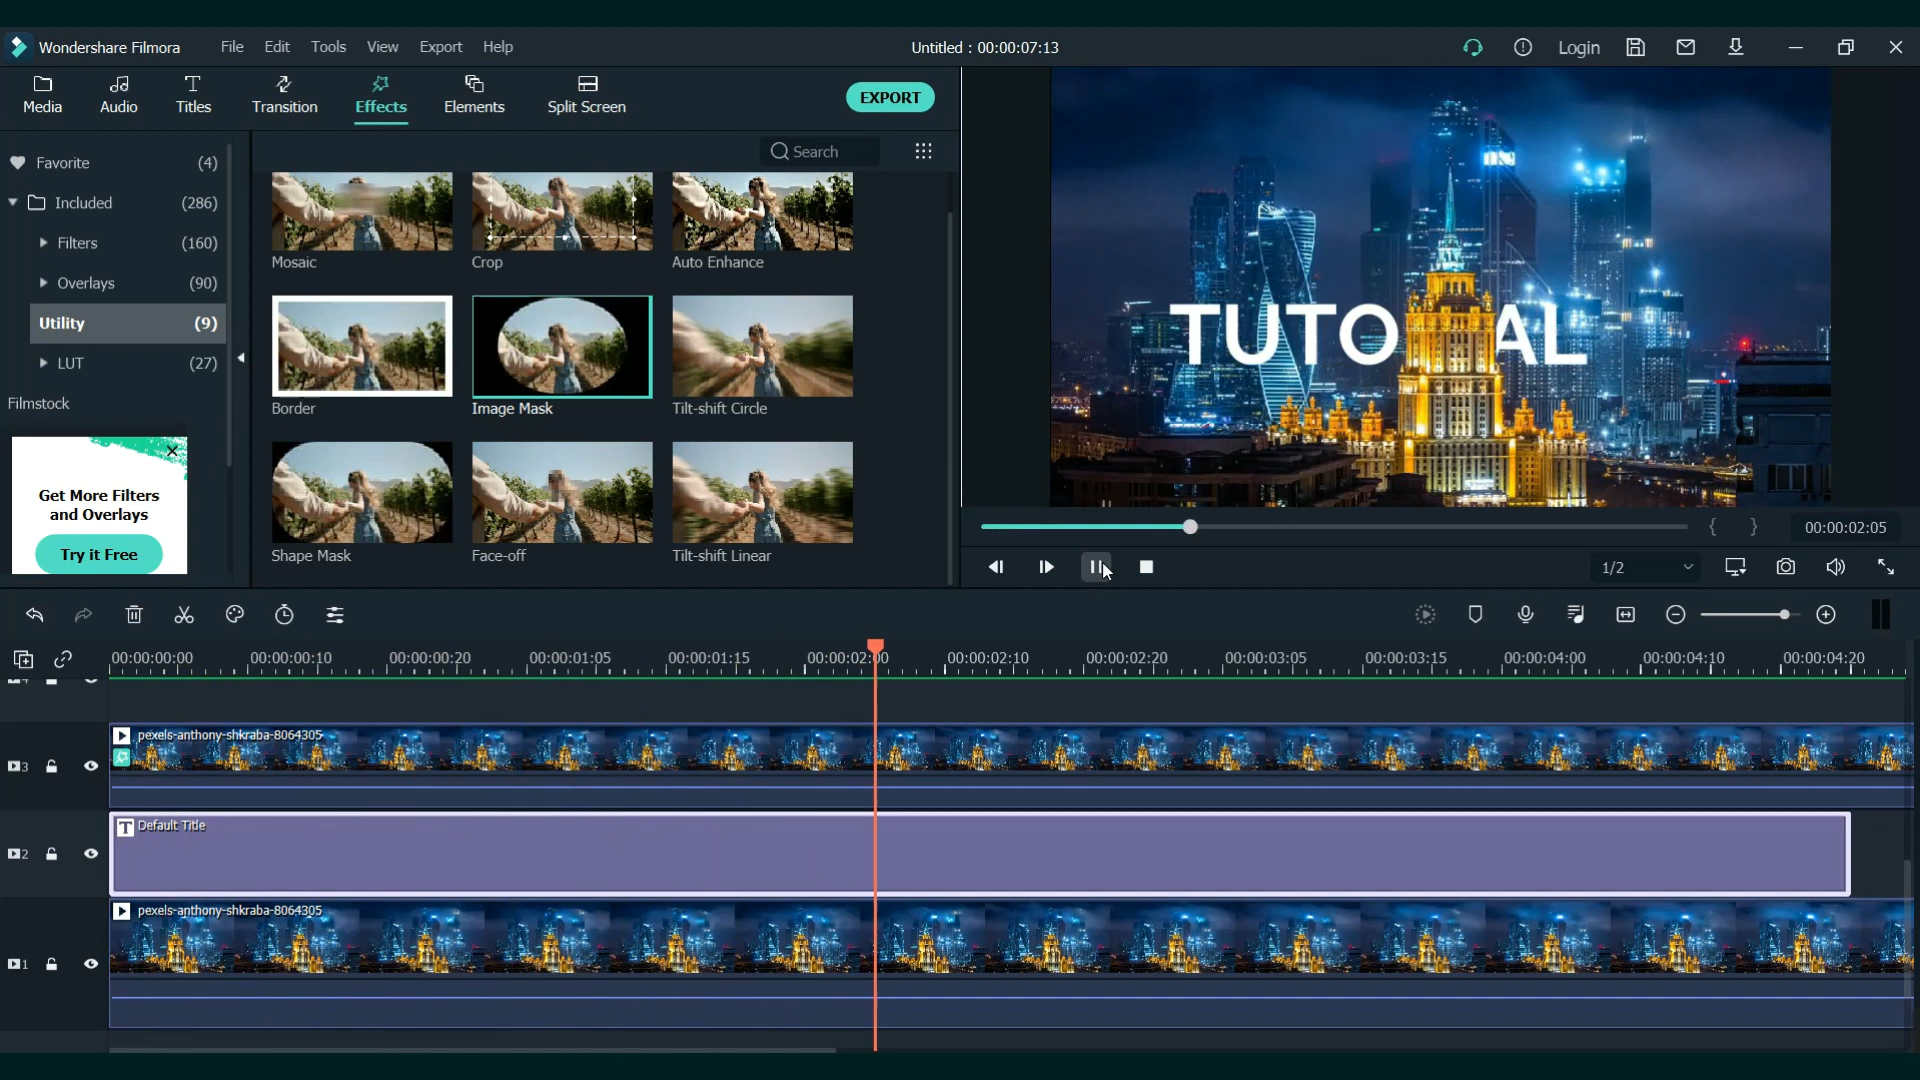 Wondershare Filmora File Edit Tools View Export Help Untitled : 00:00:07:13 Login
Media Audio Titles Transition Effects Elements Split Screen EXPORT
Favorite (4) Search
Included (286)
Filters (160)
Overlays (90)
Utility (9)
LUT (27)
Filmstock
Get More Filters
and Overlays
Try it Free
Mosaic Crop Auto Enhance
Border Image Mask Tilt-shift Circle
Shape Mask Face-off Tilt-shift Linear
TUTO AL
{ } 00:00:02:05
1/2
00:00:00:00 00:00:00:10 00:00:00:20 00:00:01:05 00:00:01:15 00:00:02:00 00:00:02:10 00:00:02:20 00:00:03:05 00:00:03:15 00:00:04:00 00:00:04:10 00:00:04:20
3 pexels-anthony-shkraba-8064305
2 T Default Title
1 pexels-anthony-shkraba-8064305